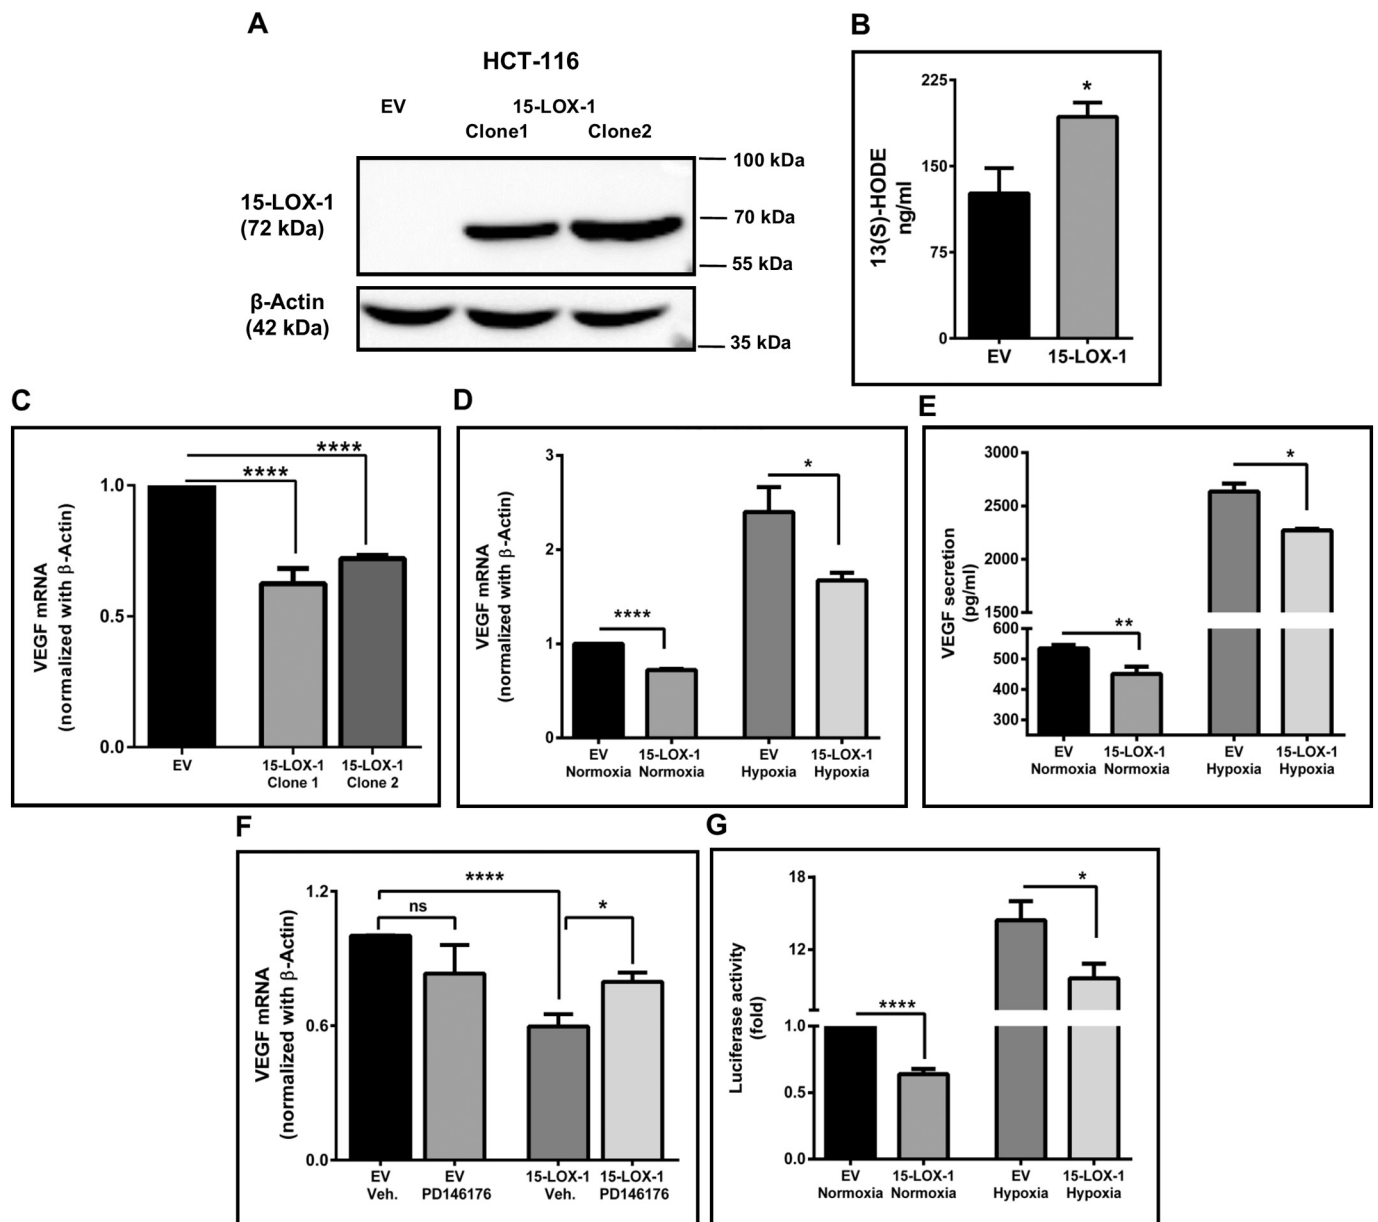 A
HCT-116
EV 15-LOX-1
Clone1 Clone2
15-LOX-1
(72 kDa)
100 kDa
70 kDa
55 kDa
β-Actin
(42 kDa)
35 kDa
B
13(S)-HODE
ng/ml
225
150
75
0
*
EV 15-LOX-1
C
VEGF mRNA
(normalized with β-Actin)
1.0
0.5
0.0
****
****
EV
15-LOX-1
Clone 1
15-LOX-1
Clone 2
D
VEGF mRNA
(normalized with β-Actin)
3
2
1
0
****
*
EV
Normoxia
15-LOX-1
Normoxia
EV
Hypoxia
15-LOX-1
Hypoxia
E
VEGF secretion
(pg/ml)
3000
2500
2000
1500
600
500
400
300
**
*
EV
Normoxia
15-LOX-1
Normoxia
EV
Hypoxia
15-LOX-1
Hypoxia
F
VEGF mRNA
(normalized with β-Actin)
1.2
0.6
0.0
****
ns
*
EV
Veh.
EV
PD146176
15-LOX-1
Veh.
15-LOX-1
PD146176
G
Luciferase activity
(fold)
18
12
1.0
0.5
0.0
****
*
EV
Normoxia
15-LOX-1
Normoxia
EV
Hypoxia
15-LOX-1
Hypoxia